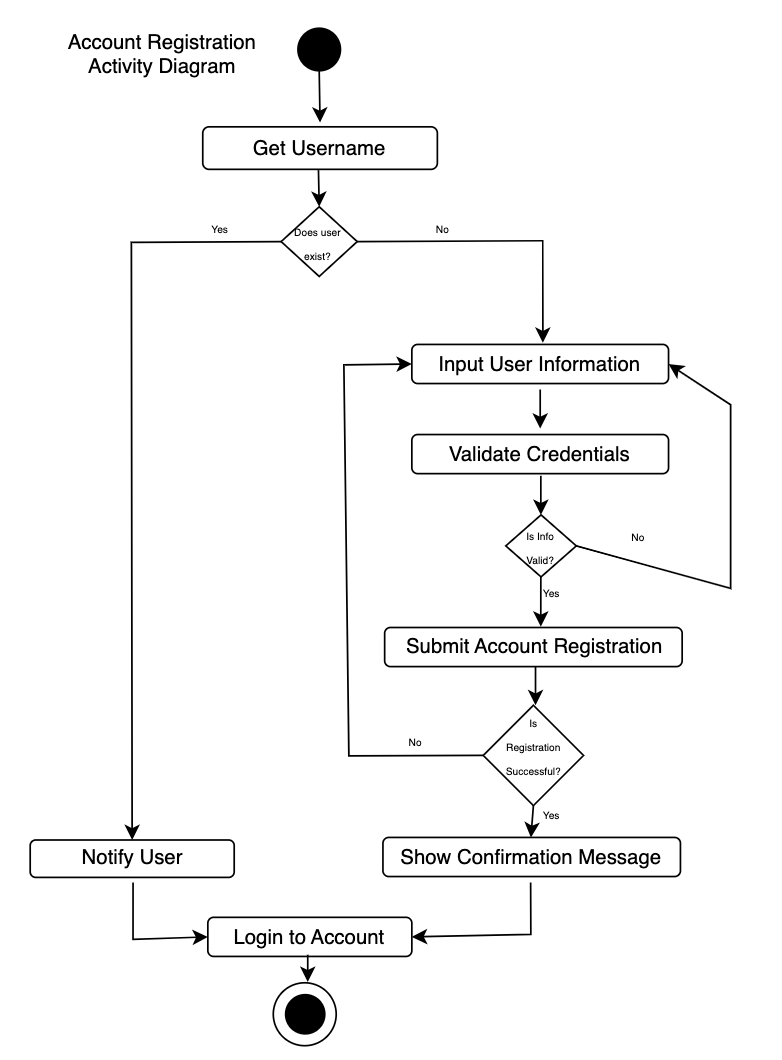 Account Registration
Activity Diagram
Get Username
Yes
Does user
exist?
No
Input User Information
Validate Credentials
Is Info
Valid?
No
Yes
Submit Account Registration
Is
Registration
Successful?
No
Yes
Notify User
Show Confirmation Message
Login to Account